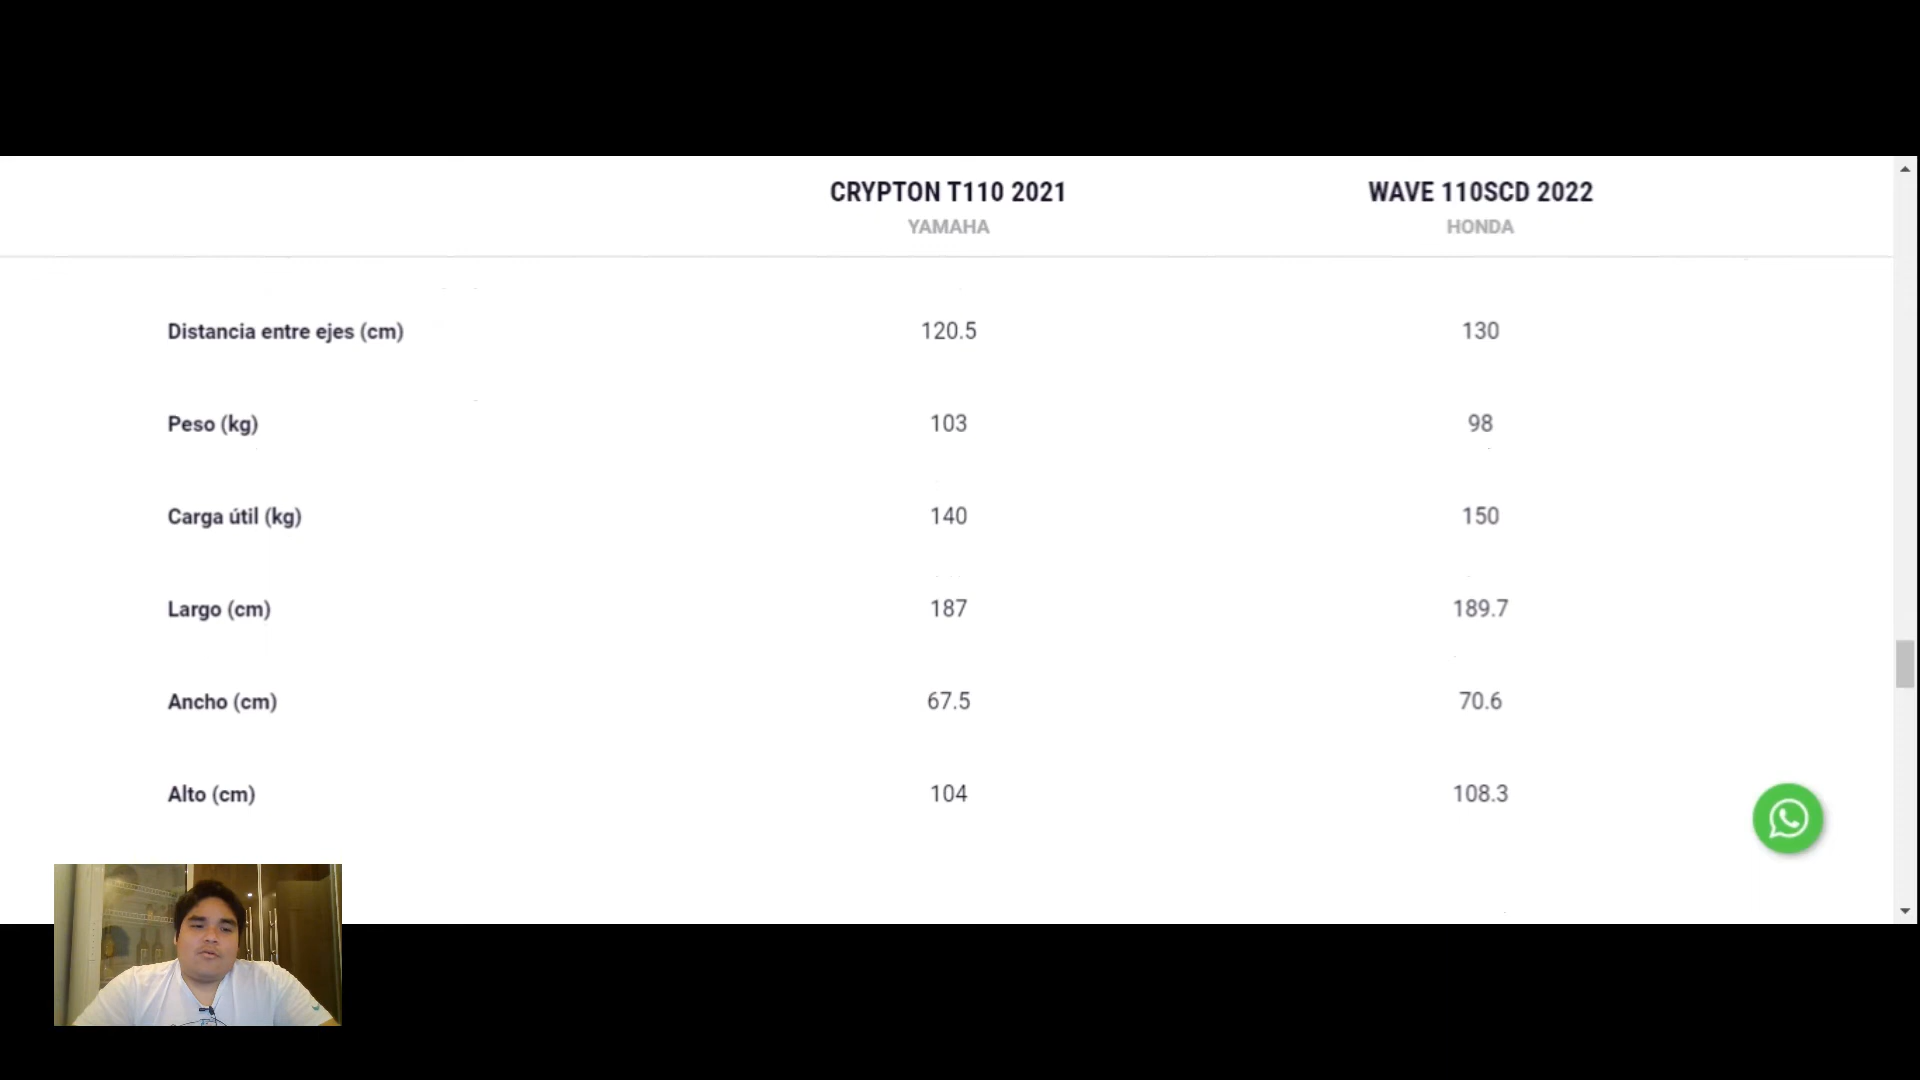 CRYPTON T110 2021 WAVE 110SCD 2022
YAMAHA HONDA
Distancia entre ejes (cm) 120.5 130
Peso (kg) 103 98
Carga útil (kg) 140 150
Largo (cm) 187 189.7
Ancho (cm) 67.5 70.6
Alto (cm) 104 108.3